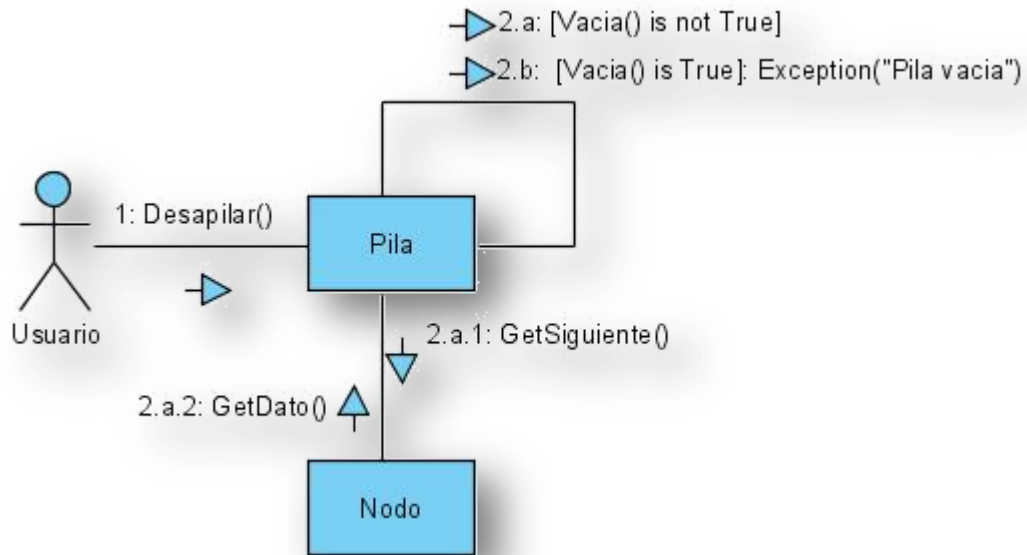 2.a: [Vacia() is not True]
2.b: [Vacia() is True]: Exception("Pila vacia")
1: Desapilar()
Pila
Usuario
2.a.1: GetSiguiente()
2.a.2: GetDato()
Nodo